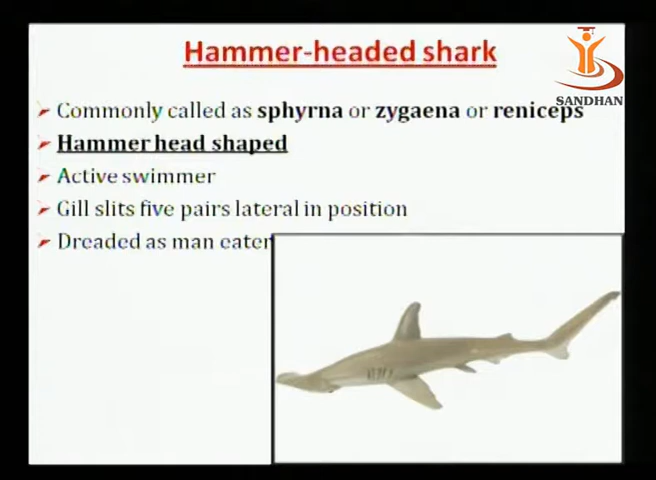 Hammer-headed shark
SANDHAN
Commonly called as sphyrna or zygaena or reniceps
Hammer head shaped
Active swimmer
Gill slits five pairs lateral in position
Dreaded as man eater